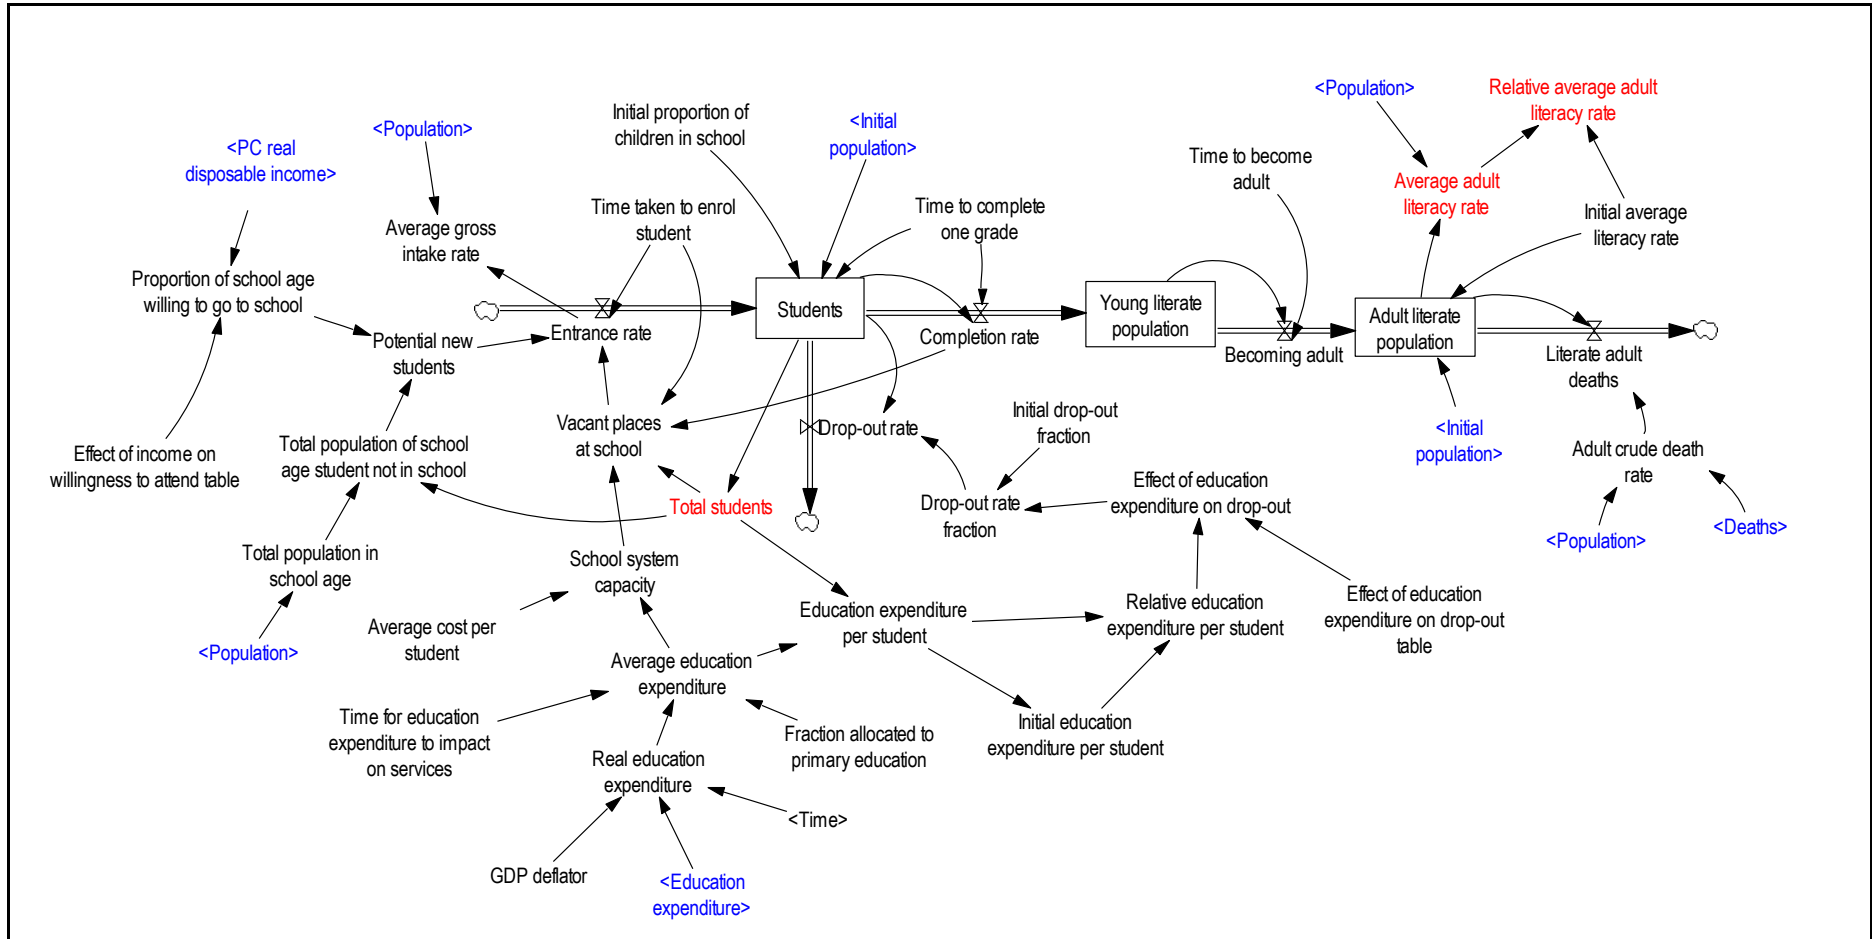 <Population>
Relative average adult
literacy rate
Initial proportion of
children in school
<Initial
population>
<Population>
<PC real
disposable income>
Time to become
adult
Average adult
literacy rate
Time taken to enrol
student
Time to complete
one grade
Initial average
literacy rate
Average gross
intake rate
Proportion of school age
willing to go to school
Students
Young literate
population
Adult literate
population
Entrance rate
Completion rate
Becoming adult
Literate adult
deaths
Potential new
students
Vacant places
at school
Drop-out rate
Initial drop-out
fraction
<Initial
population>
Adult crude death
rate
Effect of income on
willingness to attend table
Total population of school
age student not in school
Total students
Drop-out rate
fraction
Effect of education
expenditure on drop-out
<Population>
<Deaths>
Total population in
school age
School system
capacity
Education expenditure
per student
Relative education
expenditure per student
Effect of education
expenditure on drop-out
table
Average cost per
student
<Population>
Average education
expenditure
Time for education
expenditure to impact
on services
Fraction allocated to
primary education
Initial education
expenditure per student
Real education
expenditure
<Time>
GDP deflator
<Education
expenditure>